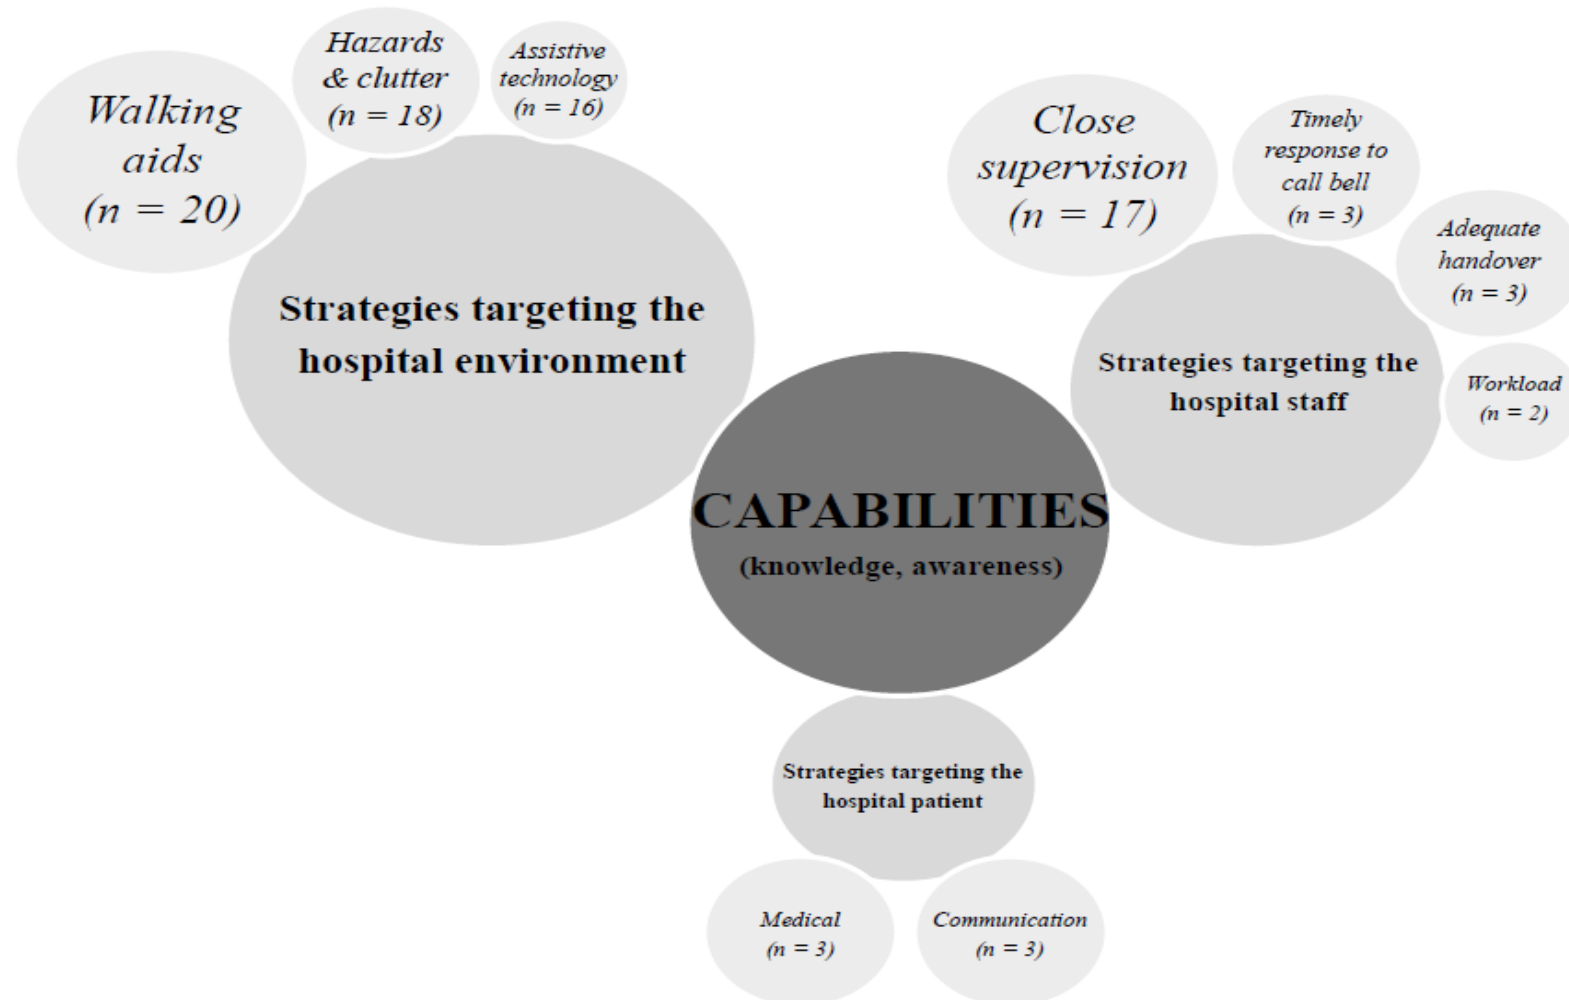 Walking
aids
(n = 20)
Hazards
& clutter
(n = 18)
Assistive
technology
(n = 16)
Strategies targeting the
hospital environment
Close
supervision
(n = 17)
Timely
response to
call bell
(n = 3)
Adequate
handover
(n = 3)
Workload
(n = 2)
Strategies targeting the
hospital staff
CAPABILITIES
(knowledge, awareness)
Strategies targeting the
hospital patient
Medical
(n = 3)
Communication
(n = 3)